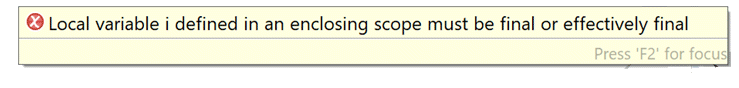 Local variable i defined in an enclosing scope must be final or effectively final
Press 'F2' for focus